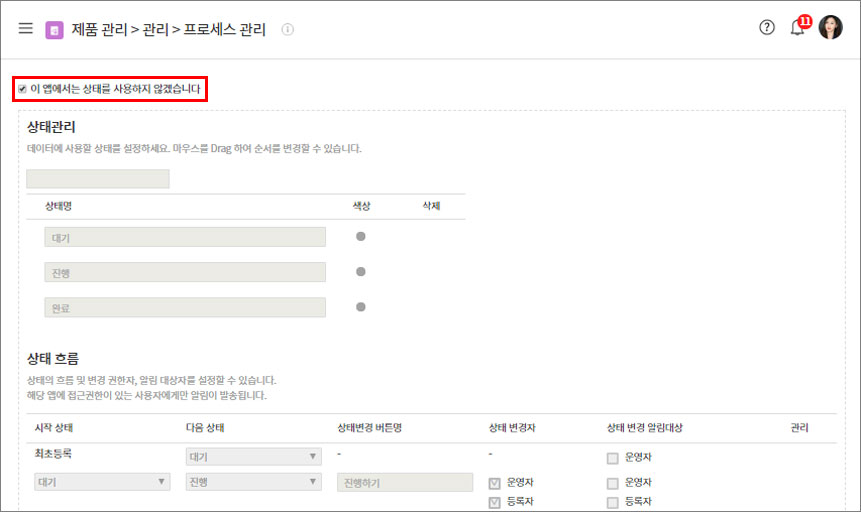 제품 관리 > 관리 > 프로세스 관리
11
이 앱에서는 상태를 사용하지 않겠습니다
상태관리
데이터에 사용할 상태를 설정하세요. 마우스를 Drag 하여 순서를 변경할 수 있습니다.
상태명 색상 삭제
대기
진행
완료
상태 흐름
상태의 흐름 및 변경 권한자, 알림 대상자를 설정할 수 있습니다.
해당 앱에 접근권한이 있는 사용자에게만 알림이 발송됩니다.
시작 상태 다음 상태 상태변경 버튼명 상태 변경자 상태 변경 알림대상 관리
최초등록 대기 - - 운영자
대기 진행 진행하기 운영자 운영자
등록자 등록자